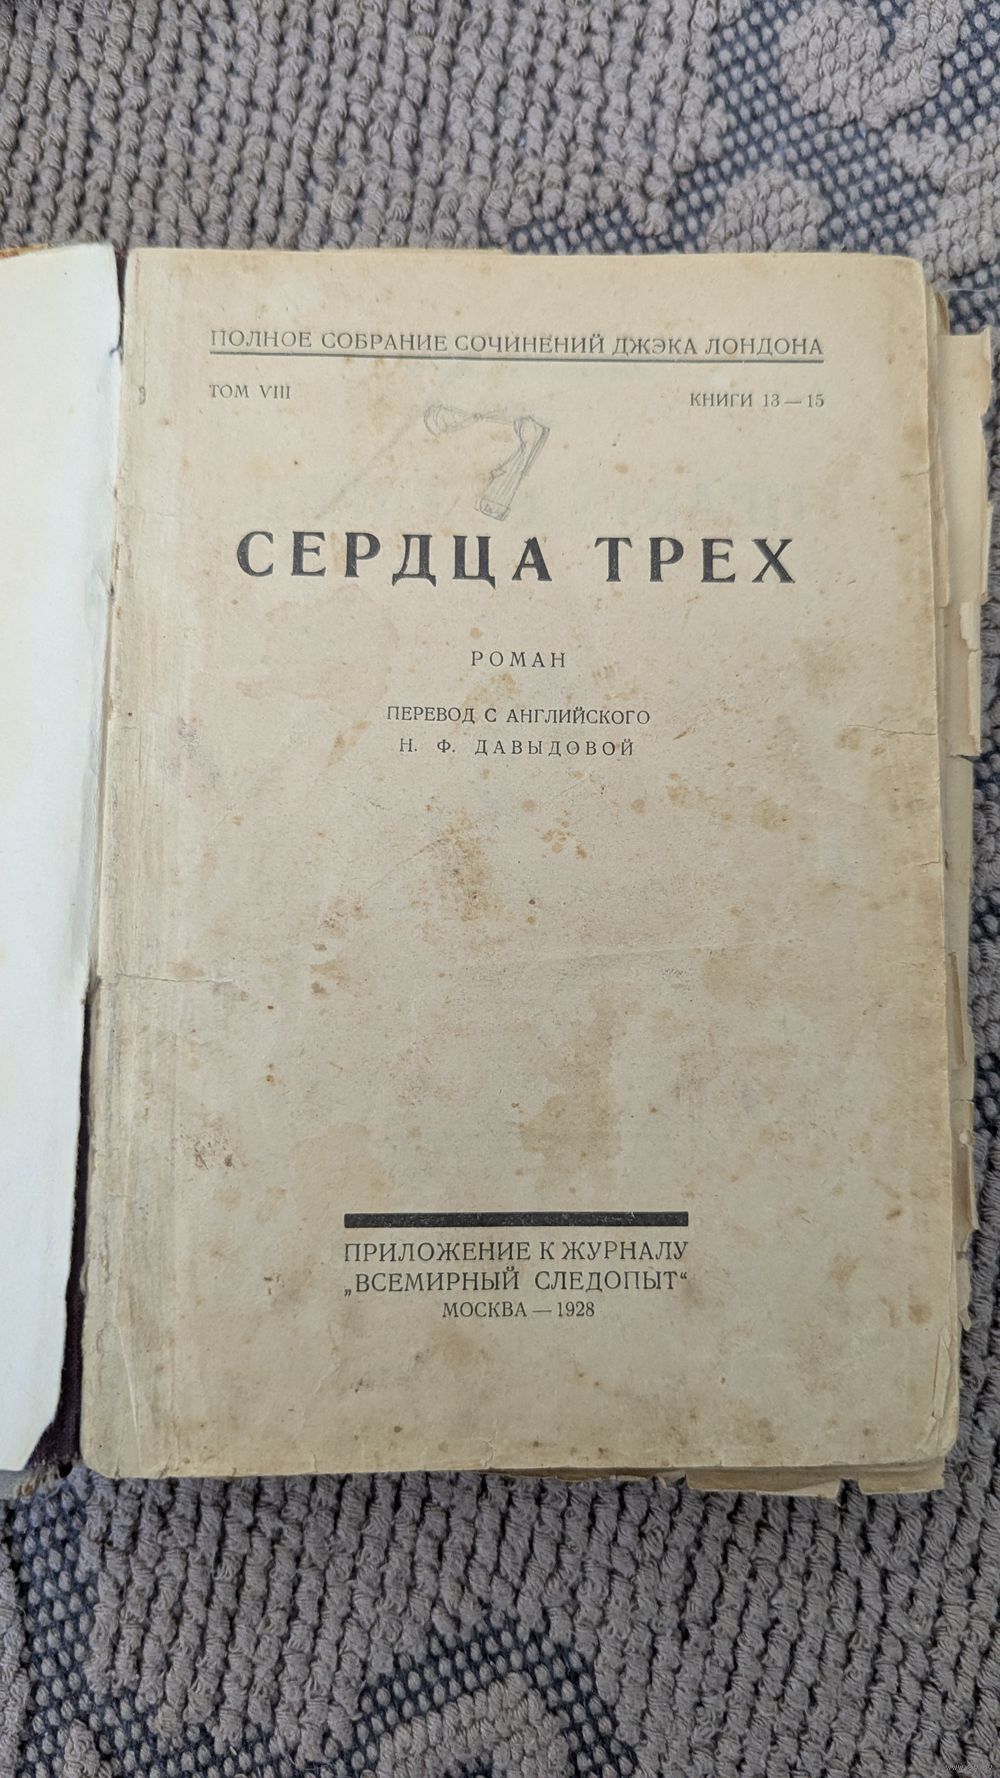 ПОЛНОЕ СОБРАНИЕ СОЧИНЕНИЙ ДЖЭКА ЛОНДОНА
ТОМ VIII КНИГИ 13 — 15
СЕРДЦА ТРЕХ
РОМАН
ПЕРЕВОД С АНГЛИЙСКОГО
Н. Ф. ДАВЫДОВОЙ
ПРИЛОЖЕНИЕ К ЖУРНАЛУ
„ВСЕМИРНЫЙ СЛЕДОПЫТ“
МОСКВА — 1928